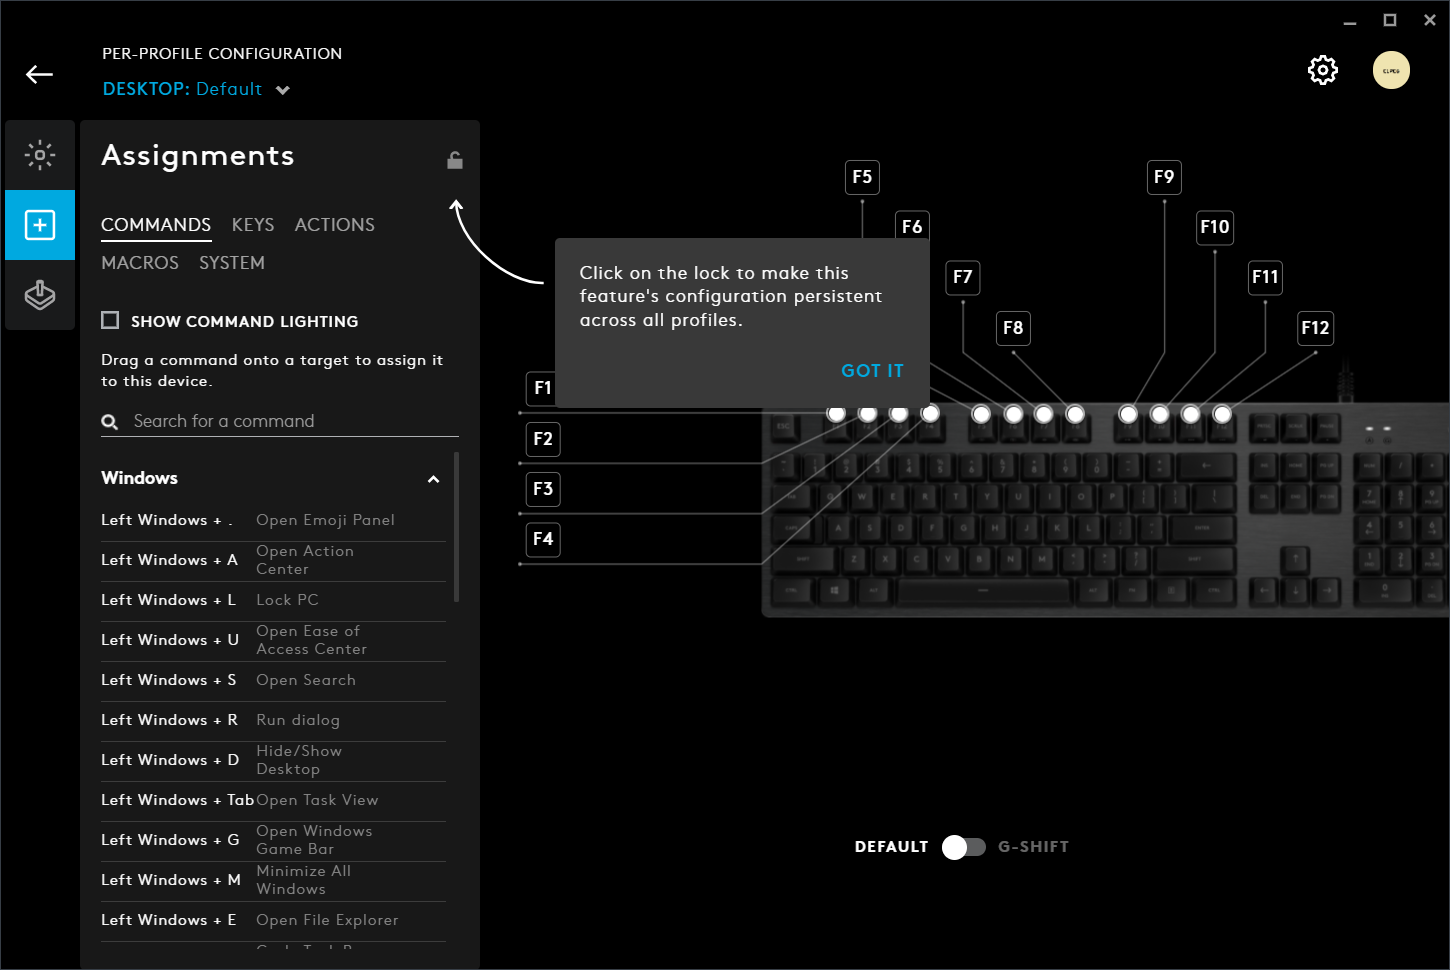 PER-PROFILE CONFIGURATION
DESKTOP: Default
Assignments
COMMANDS KEYS ACTIONS
MACROS SYSTEM
SHOW COMMAND LIGHTING
Drag a command onto a target to assign it
to this device.
Search for a command
Windows
Left Windows + . Open Emoji Panel
Left Windows + A Open Action
Center
Left Windows + L Lock PC
Left Windows + U Open Ease of
Access Center
Left Windows + S Open Search
Left Windows + R Run dialog
Left Windows + D Hide/Show
Desktop
Left Windows + Tab Open Task View
Left Windows + G Open Windows
Game Bar
Left Windows + M Minimize All
Windows
Left Windows + E Open File Explorer
Click on the lock to make this
feature's configuration persistent
across all profiles.
GOT IT
F5
F6
F7
F8
F9
F10
F11
F12
F1
F2
F3
F4
DEFAULT G-SHIFT